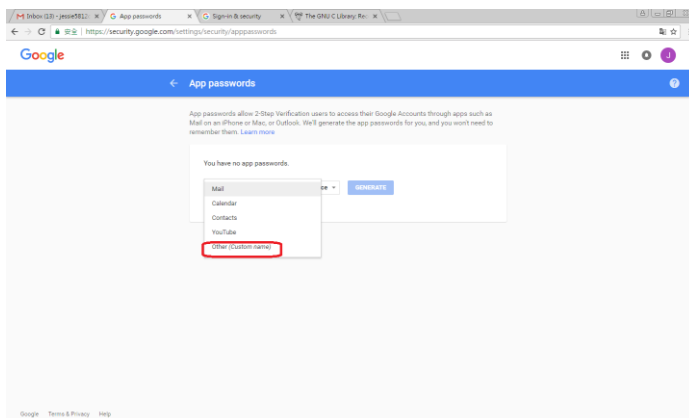 Inbox (13) - jessie5812
App passwords
Sign-in & security
The GNU C Library: Re
安全 | https://security.google.com/settings/security/apppasswords
Google
J
App passwords
App passwords allow 2-Step Verification users to access their Google Accounts through apps such as
Mail on an iPhone or Mac, or Outlook. We'll generate the app passwords for you, and you won't need to
remember them. Learn more
You have no app passwords.
Mail
GENERATE
Calendar
Contacts
YouTube
Other (Custom name)
Google Terms & Privacy Help